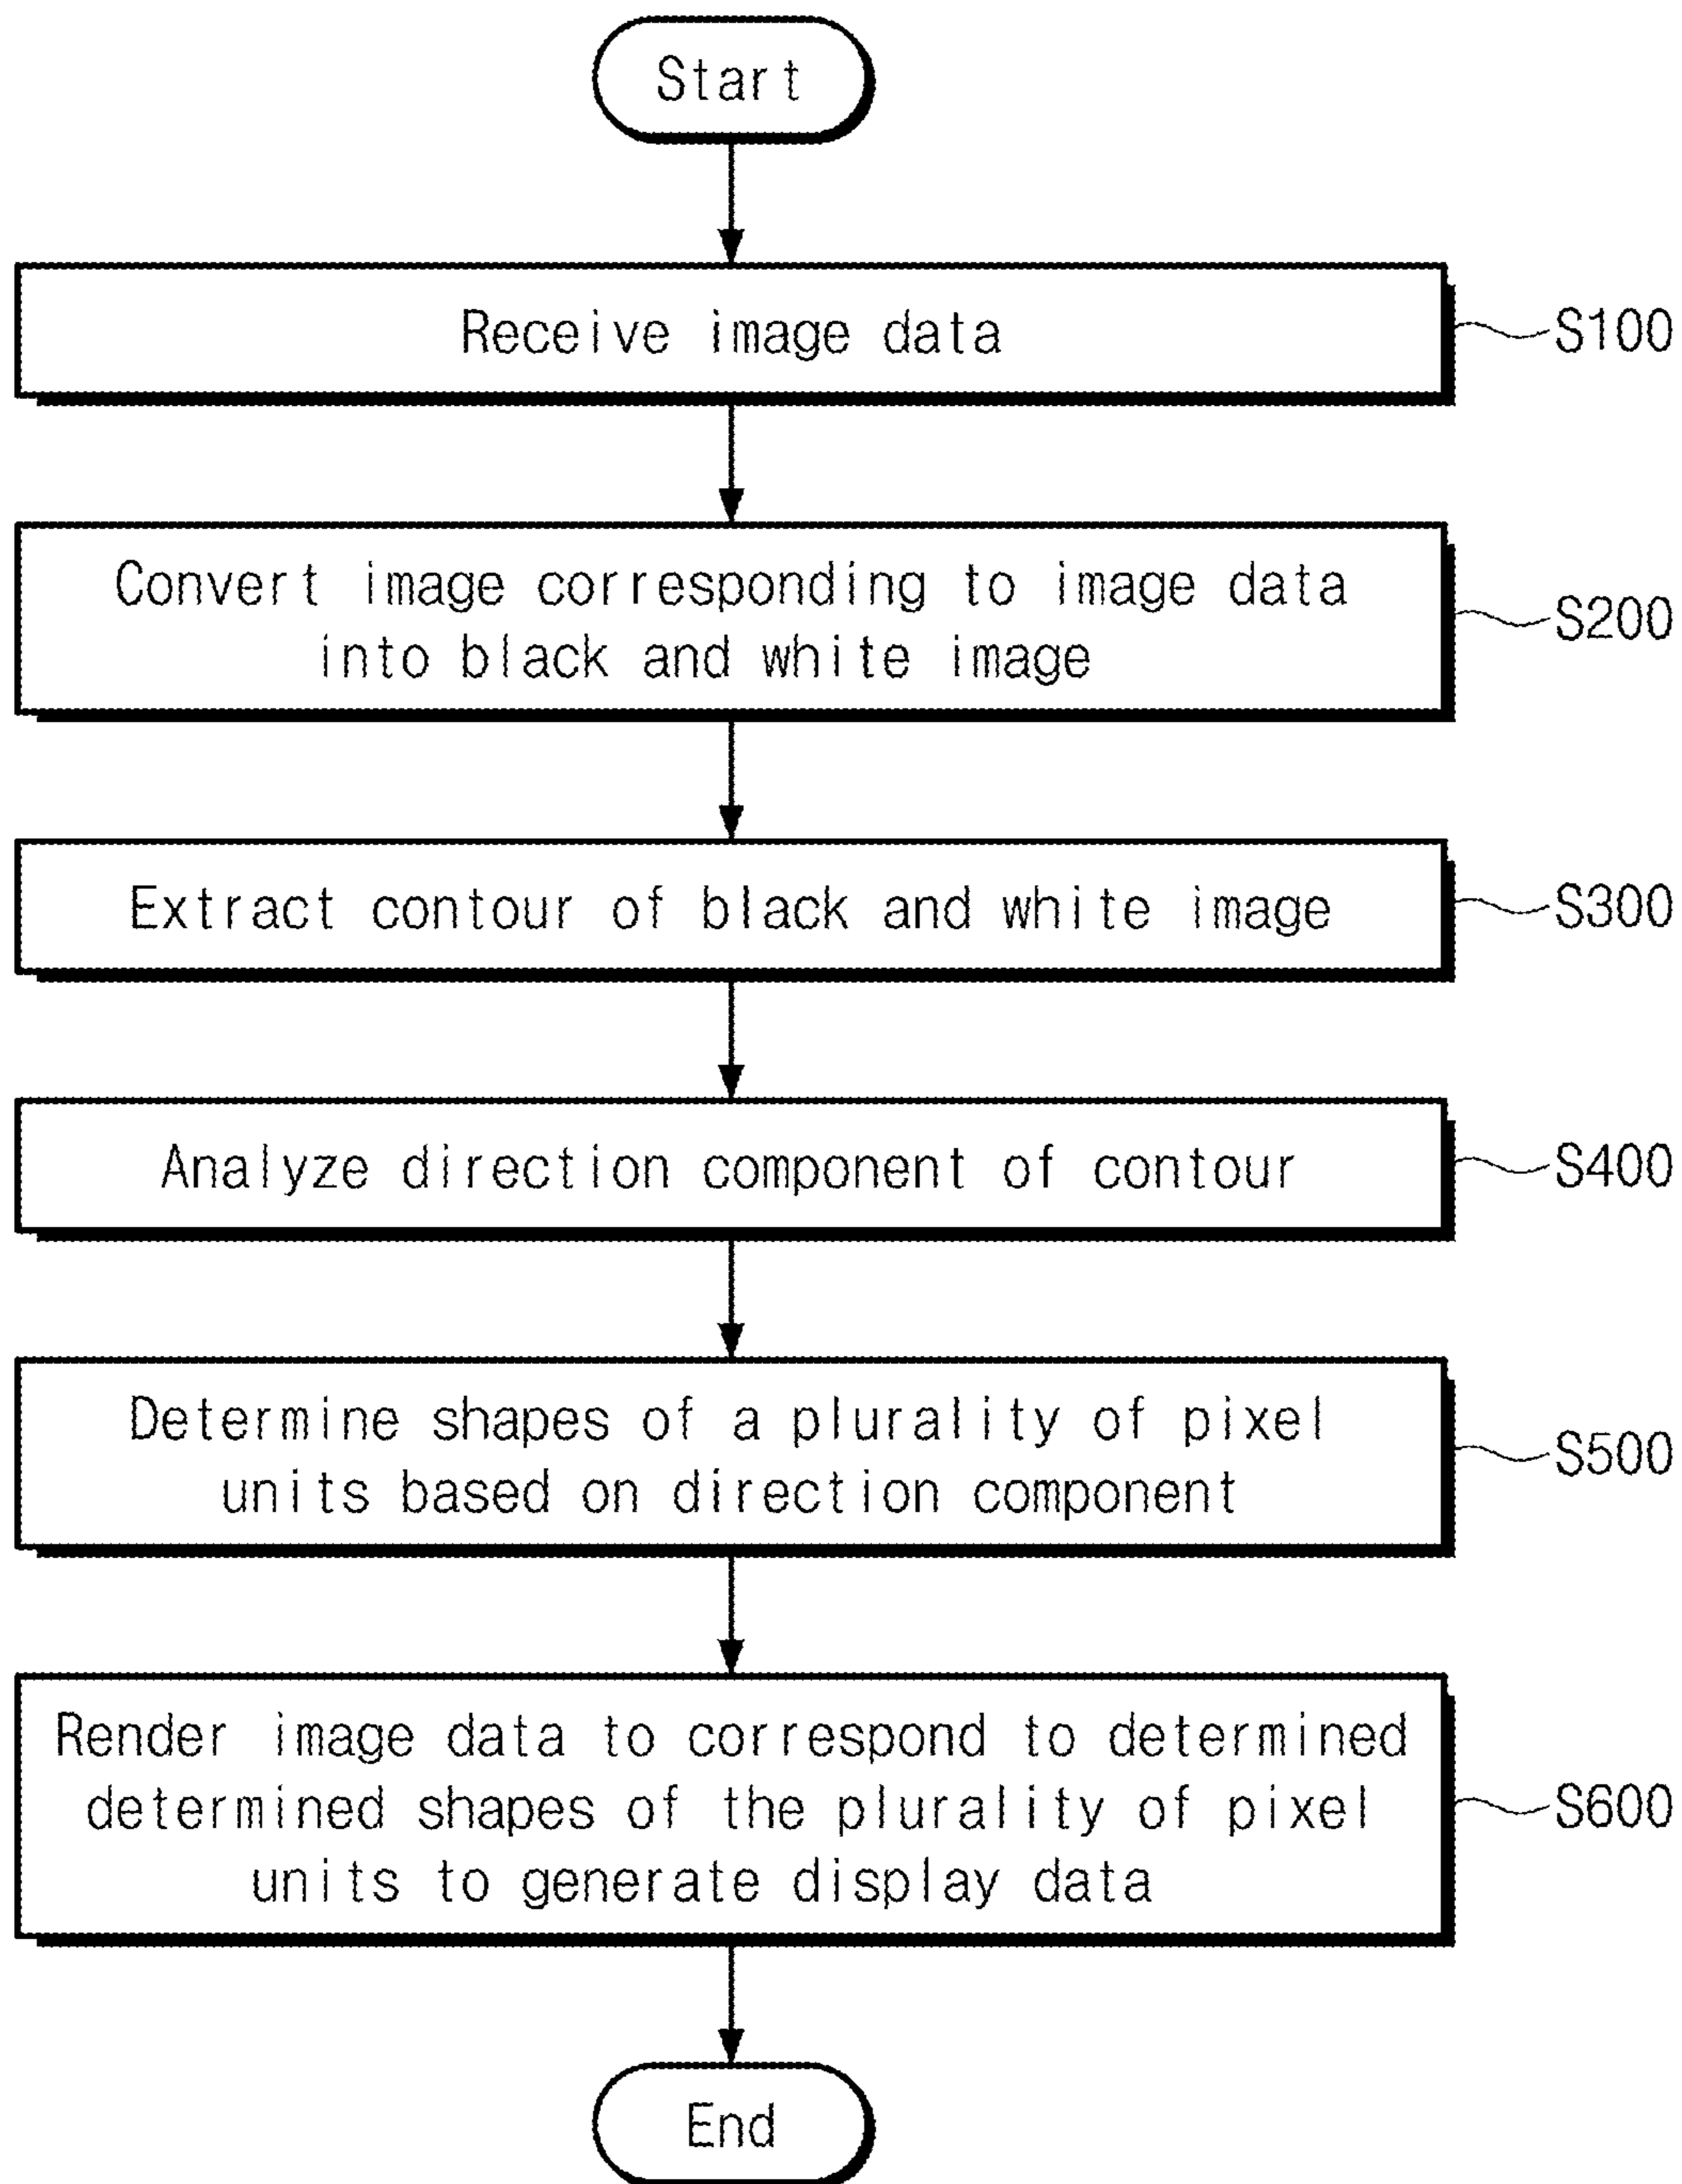 Start
Receive image data
S100
Convert image corresponding to image data
into black and white image
S200
Extract contour of black and white image
S300
Analyze direction component of contour
S400
Determine shapes of a plurality of pixel
units based on direction component
S500
Render image data to correspond to determined
determined shapes of the plurality of pixel
units to generate display data
S600
End